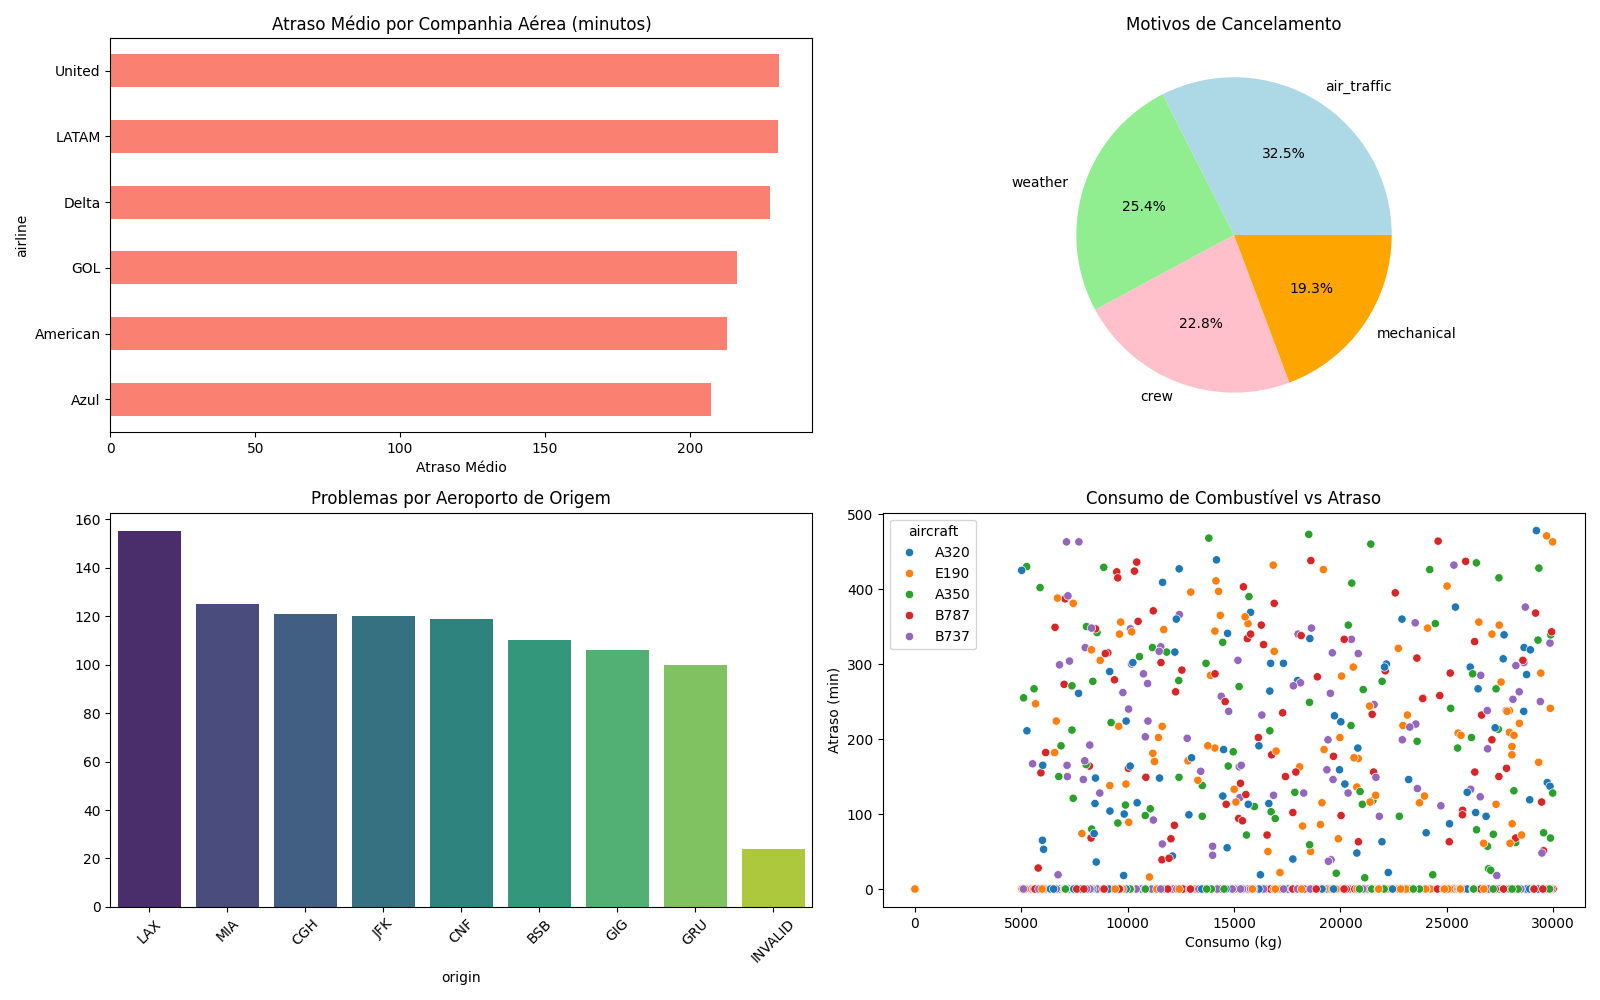 Atraso Médio por Companhia Aérea (minutos)
airline
United
LATAM
Delta
GOL
American
Azul
0 50 100 150 200
Atraso Médio
Motivos de Cancelamento
air_traffic
32.5%
weather
25.4%
crew
22.8%
mechanical
19.3%
Problemas por Aeroporto de Origem
160
140
120
100
80
60
40
20
0
LAX MIA CGH JFK CNF BSB GIG GRU INVALID
origin
Consumo de Combustível vs Atraso
Atraso (min)
500
400
300
200
100
0
aircraft
A320
E190
A350
B787
B737
0 5000 10000 15000 20000 25000 30000
Consumo (kg)